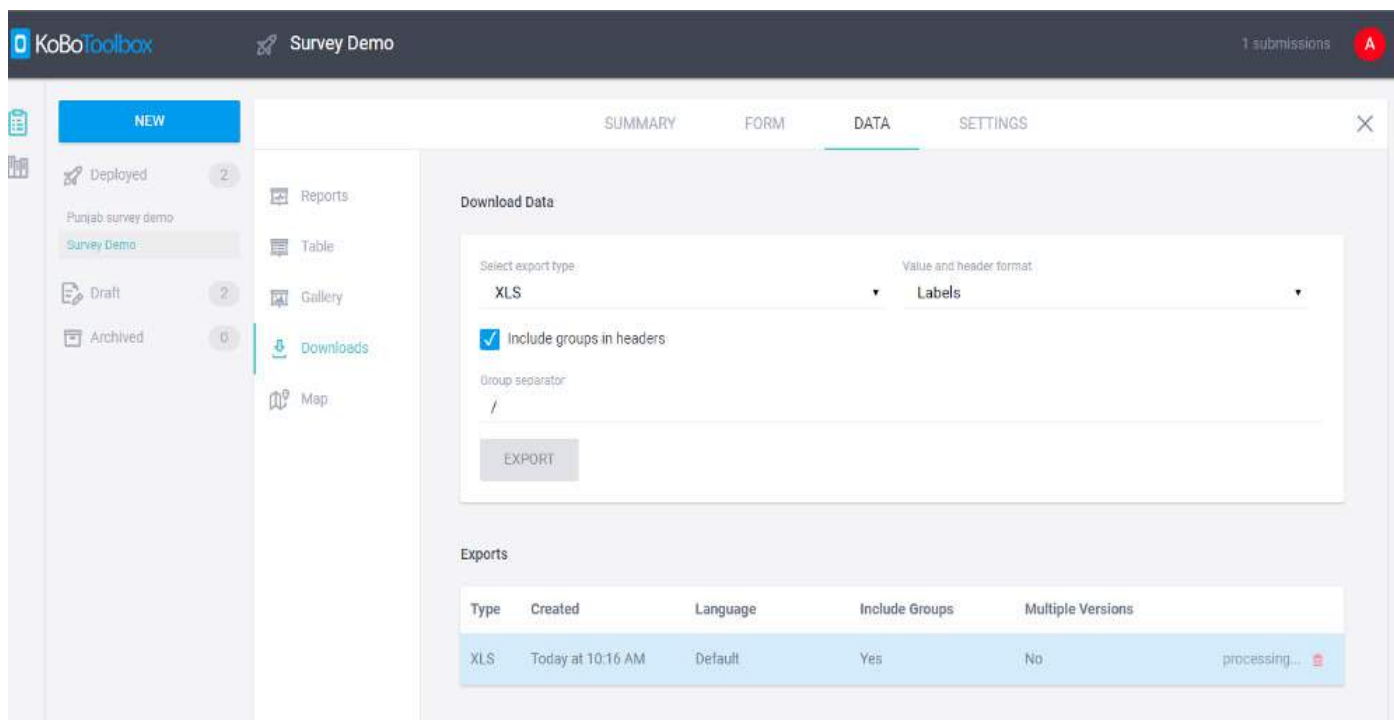 KoBoToolbox
Survey Demo
1 submissions
A
NEW
SUMMARY FORM DATA SETTINGS
Deployed 2
Punjab survey demo
Survey Demo
Draft 2
Archived 0
Reports
Table
Gallery
Downloads
Map
Download Data
Select export type
XLS
Value and header format
Labels
Include groups in headers
Group separator
/
EXPORT
Exports
Type Created Language Include Groups Multiple Versions
XLS Today at 10:16 AM Default Yes No processing...